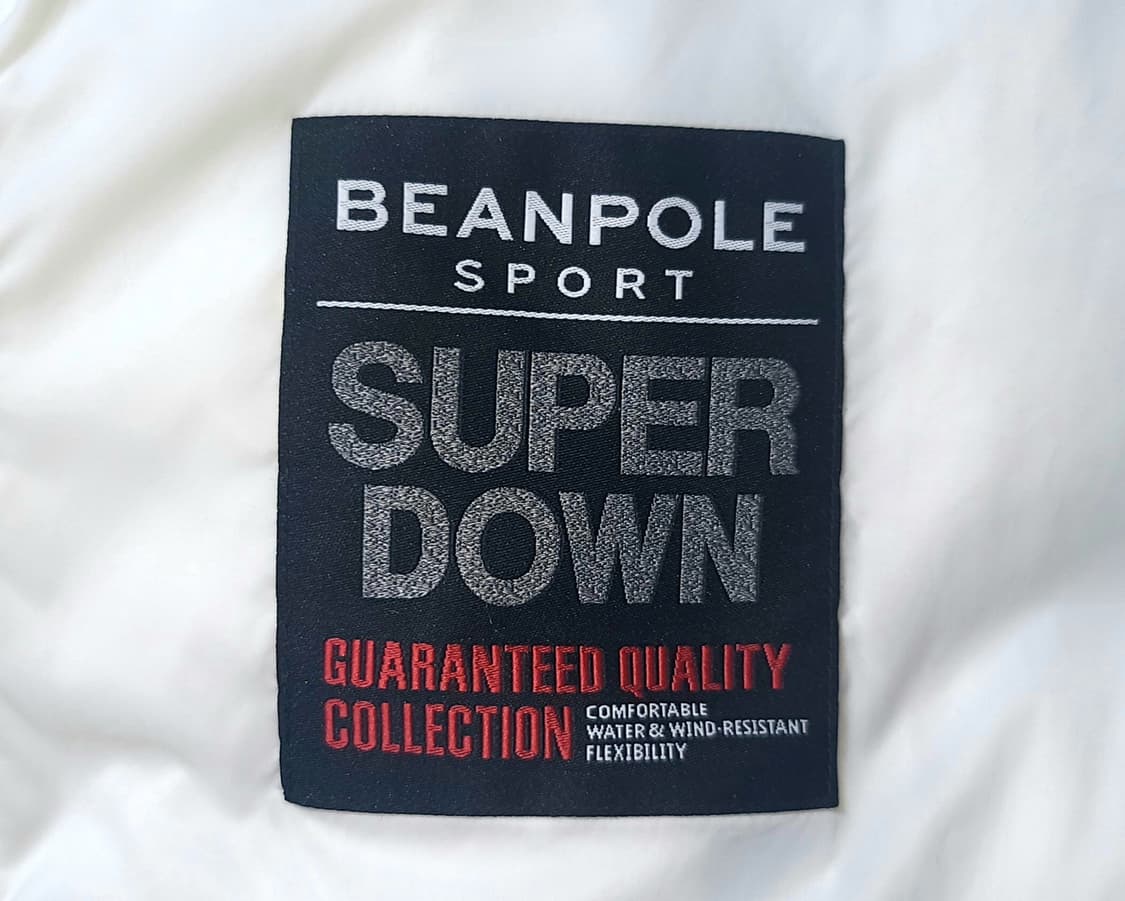 BEANPOLE
SPORT
SUPER
DOWN
GUARANTEED QUALITY
COLLECTION
COMFORTABLE
WATER & WIND-RESISTANT
FLEXIBILITY